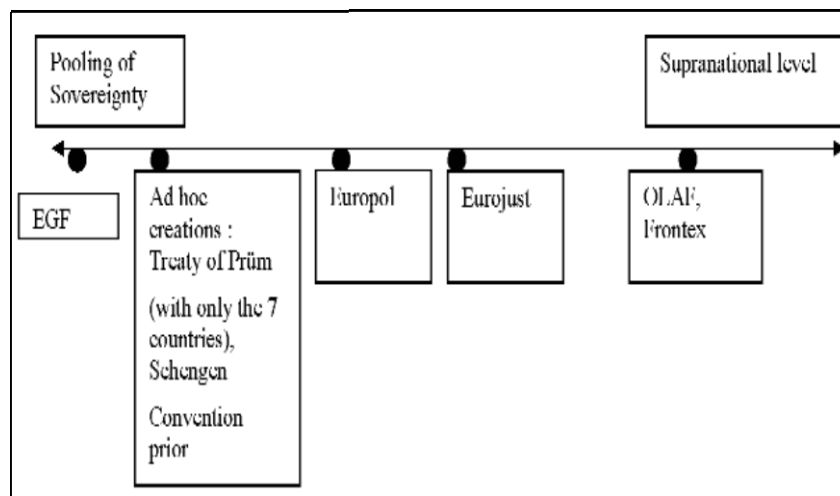 Pooling of
Sovereignty
Supranational level
EGF
Ad hoc
creations :
Treaty of Prüm
(with only the 7
countries),
Schengen
Convention
prior
Europol
Eurojust
OLAF,
Frontex